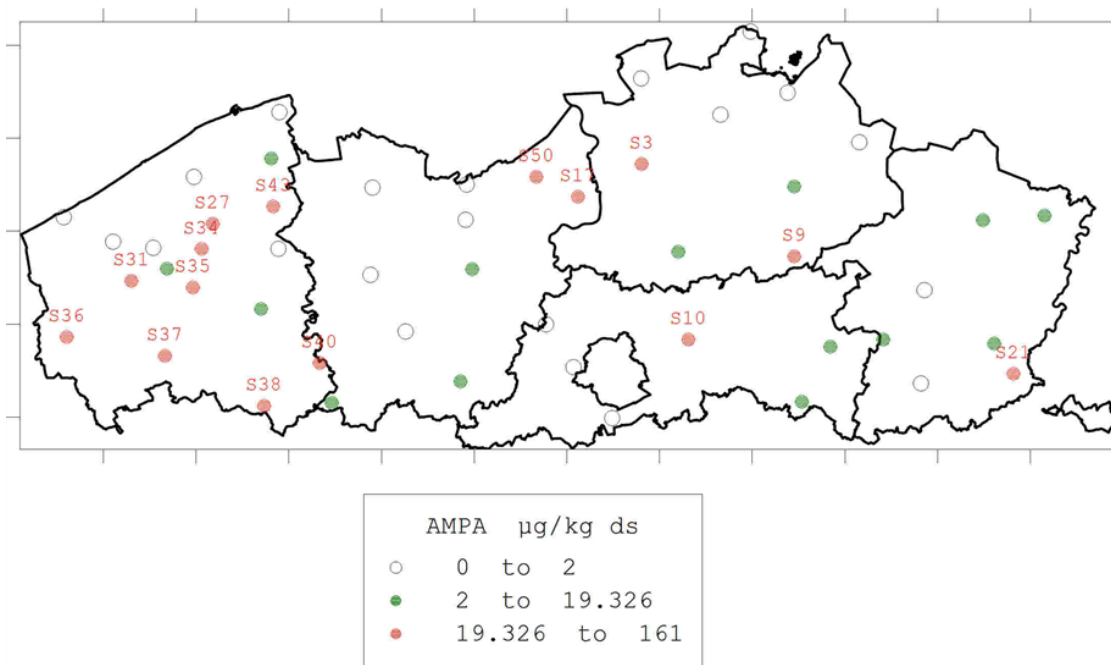 S3
S50
S17
S43
S27
S34
S9
S31
S35
S36
S10
S37
S40
S21
S38
AMPA µg/kg ds
0 to 2
2 to 19.326
19.326 to 161